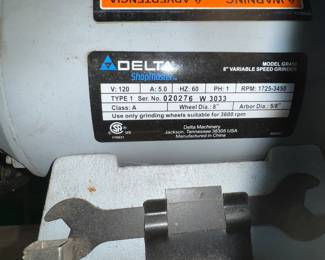 WARNING
ADVERTENCIA
DELTA
Shopmaster
MODEL GR450
8" VARIABLE SPEED GRINDER
V: 120 A: 5.0 HZ: 60 PH: 1 RPM: 1725-3450
TYPE 1 Ser. No. 020276 W 3033
Class: A Wheel Dia.: 8" Arbor Dia.: 5/8"
Use only grinding wheels suitable for 3600 rpm
Delta Machinery
Jackson, Tennessee 38305 USA
Manufactured in China